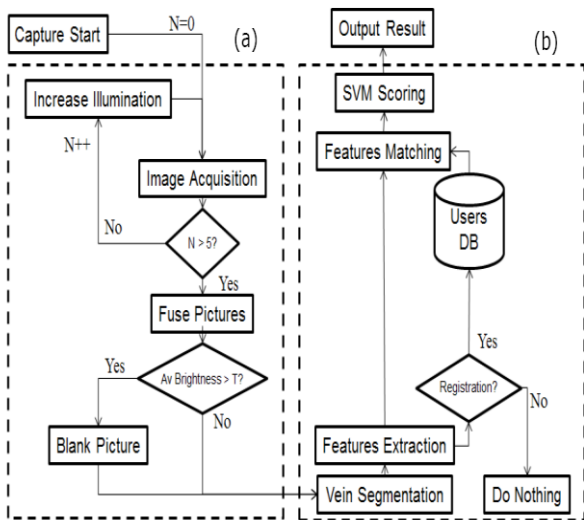 Capture Start
N=0
(a)
Increase Illumination
N++
Image Acquisition
No
N > 5?
Yes
Fuse Pictures
Yes
Av Brightness > T?
No
Blank Picture
Output Result
(b)
SVM Scoring
Features Matching
Users
DB
Yes
Registration?
No
Features Extraction
Vein Segmentation
Do Nothing